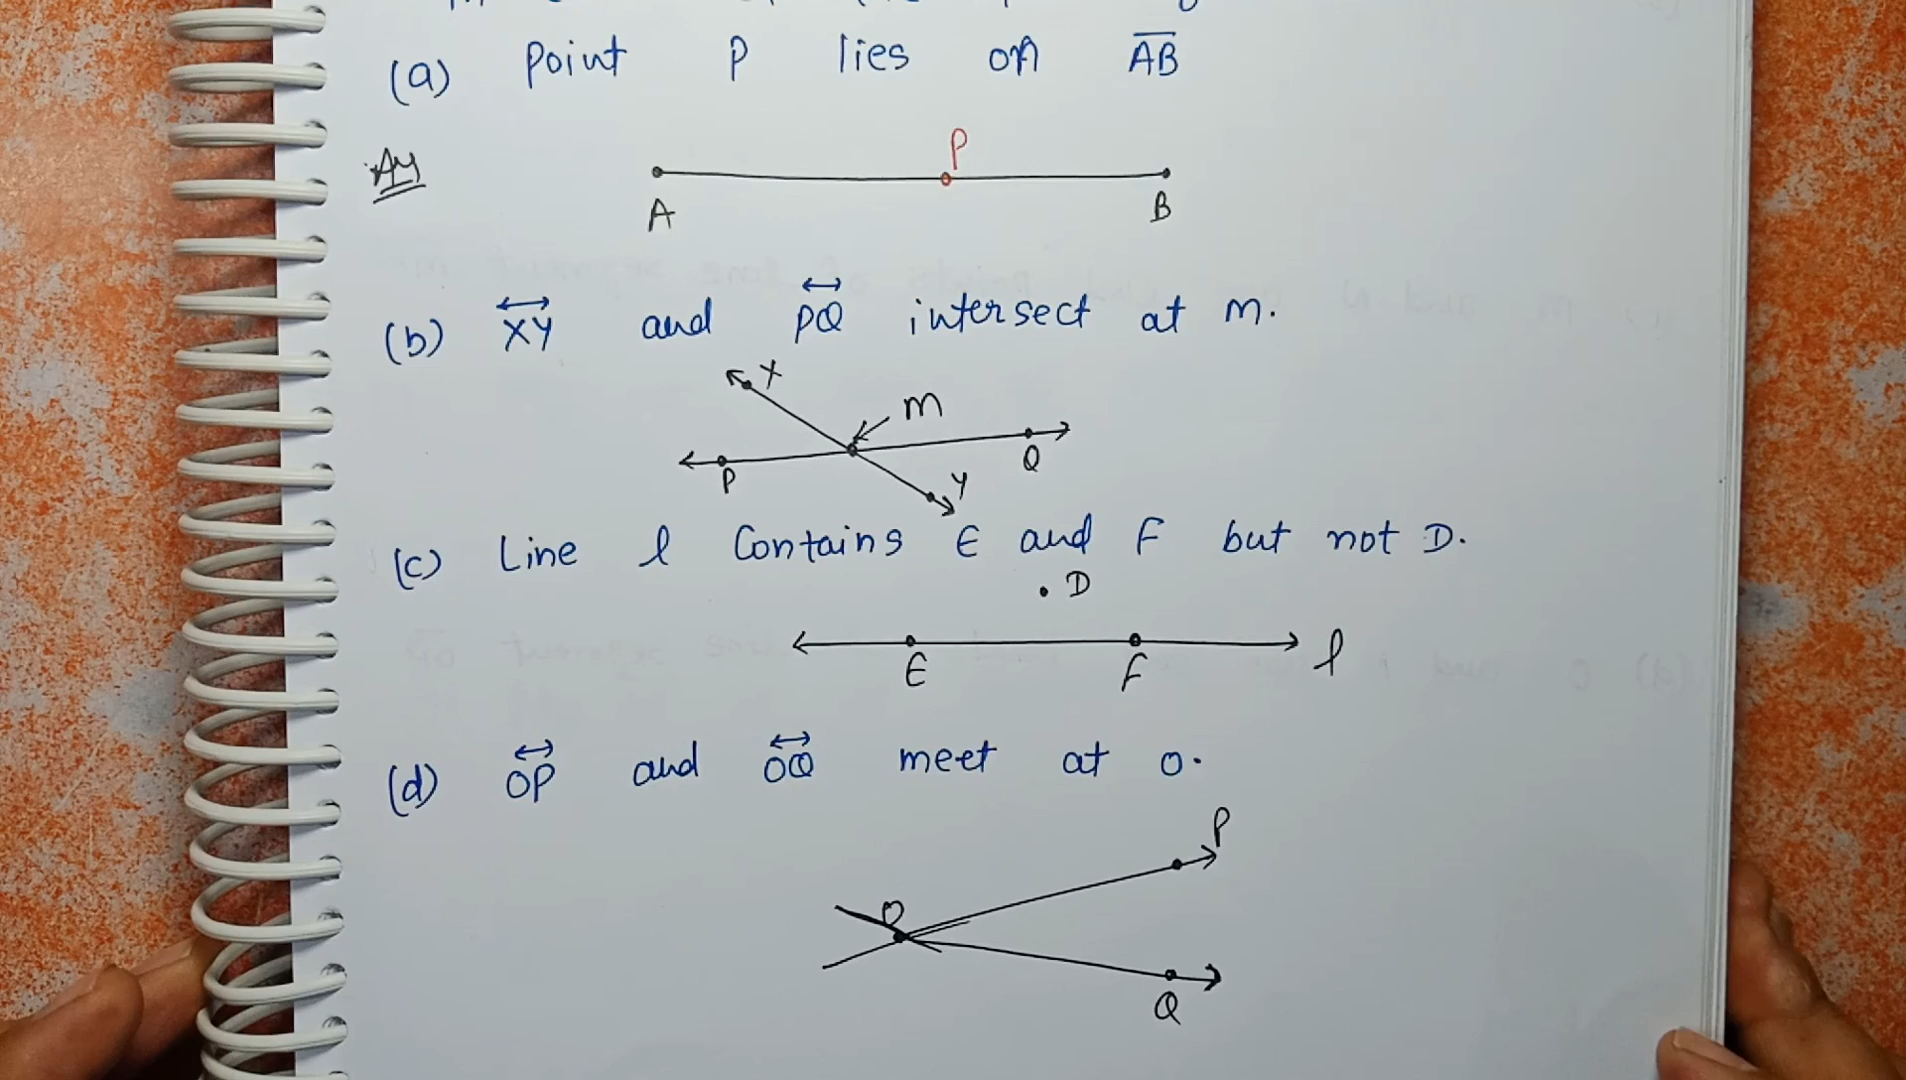 (a) point P lies on AB
P
A B
(b) XY and PQ intersect at m.
X
m
P Q
Y
(c) Line l Contains E and F but not D.
D
E F l
(d) OP and OQ meet at O.
P
O
Q